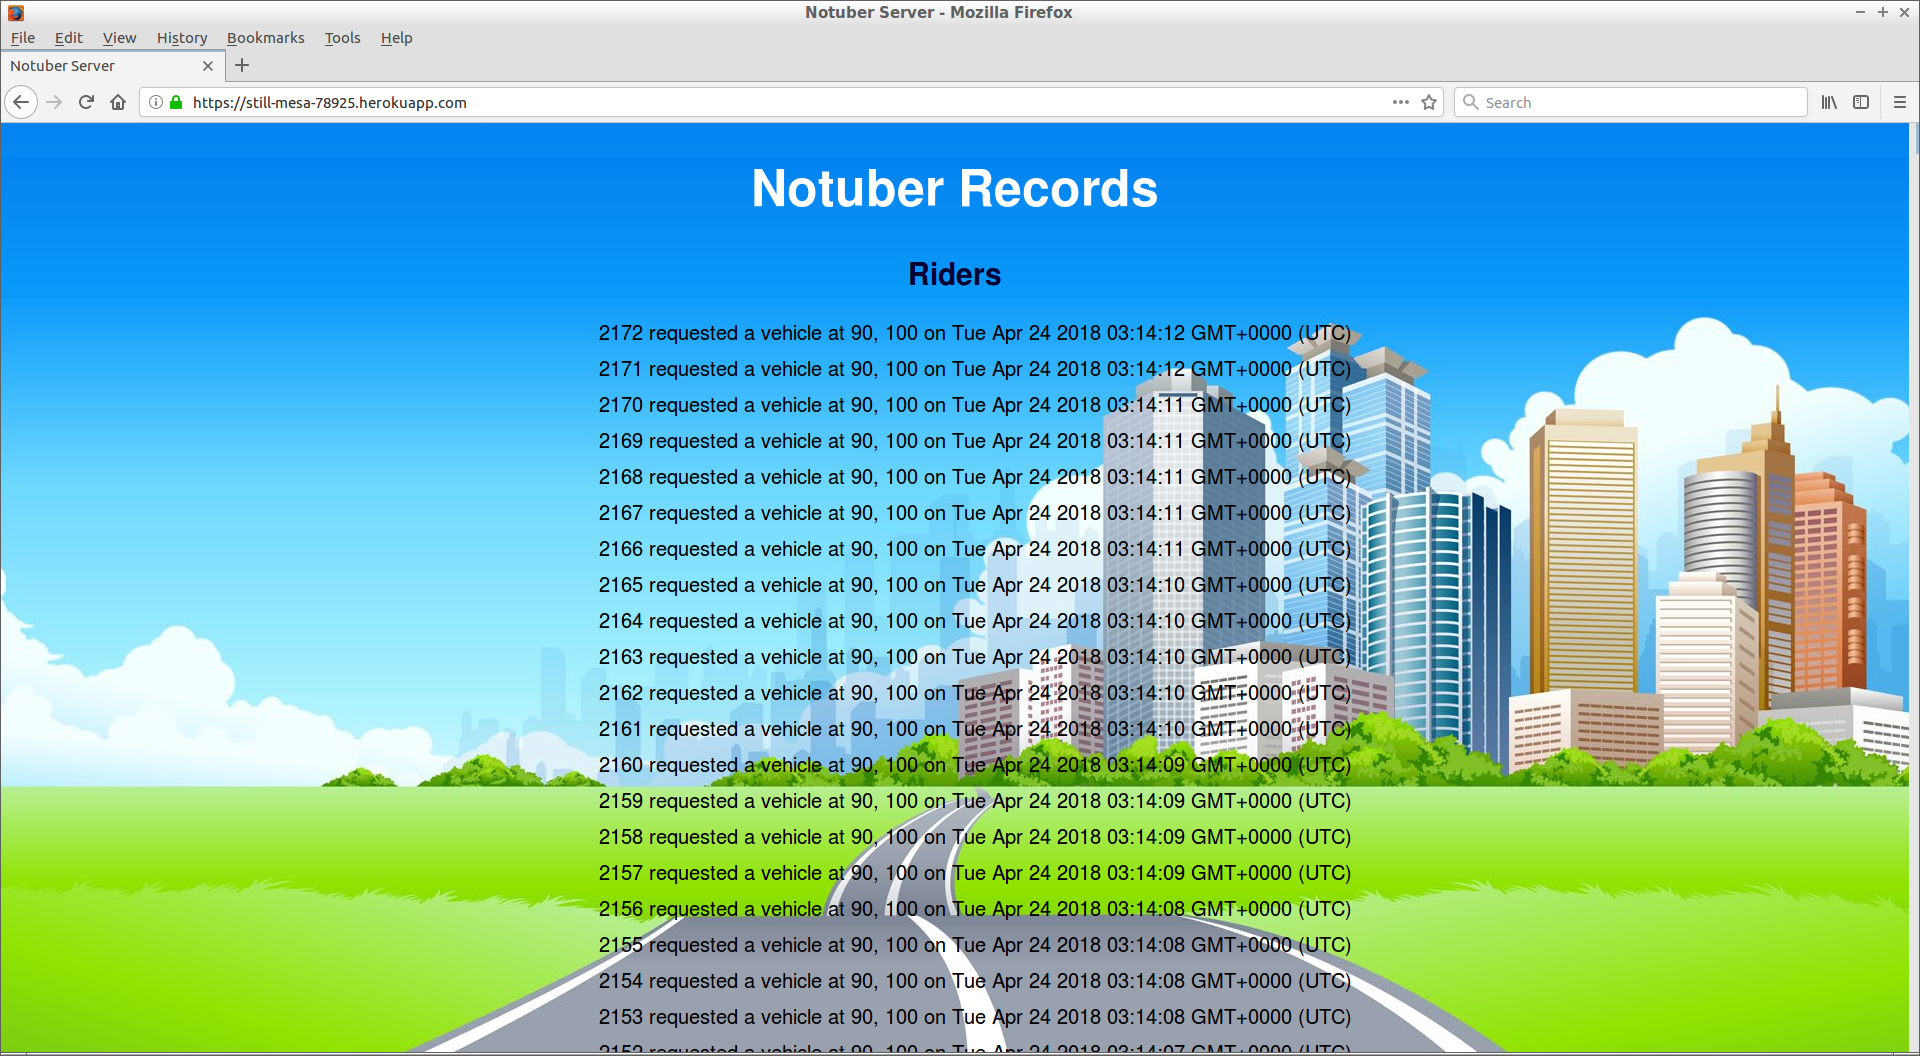 Notuber Server - Mozilla Firefox
File Edit View History Bookmarks Tools Help
Notuber Server
https://still-mesa-78925.herokuapp.com
Search
Notuber Records
Riders
2172 requested a vehicle at 90, 100 on Tue Apr 24 2018 03:14:12 GMT+0000 (UTC)
2171 requested a vehicle at 90, 100 on Tue Apr 24 2018 03:14:12 GMT+0000 (UTC)
2170 requested a vehicle at 90, 100 on Tue Apr 24 2018 03:14:11 GMT+0000 (UTC)
2169 requested a vehicle at 90, 100 on Tue Apr 24 2018 03:14:11 GMT+0000 (UTC)
2168 requested a vehicle at 90, 100 on Tue Apr 24 2018 03:14:11 GMT+0000 (UTC)
2167 requested a vehicle at 90, 100 on Tue Apr 24 2018 03:14:11 GMT+0000 (UTC)
2166 requested a vehicle at 90, 100 on Tue Apr 24 2018 03:14:11 GMT+0000 (UTC)
2165 requested a vehicle at 90, 100 on Tue Apr 24 2018 03:14:10 GMT+0000 (UTC)
2164 requested a vehicle at 90, 100 on Tue Apr 24 2018 03:14:10 GMT+0000 (UTC)
2163 requested a vehicle at 90, 100 on Tue Apr 24 2018 03:14:10 GMT+0000 (UTC)
2162 requested a vehicle at 90, 100 on Tue Apr 24 2018 03:14:10 GMT+0000 (UTC)
2161 requested a vehicle at 90, 100 on Tue Apr 24 2018 03:14:10 GMT+0000 (UTC)
2160 requested a vehicle at 90, 100 on Tue Apr 24 2018 03:14:09 GMT+0000 (UTC)
2159 requested a vehicle at 90, 100 on Tue Apr 24 2018 03:14:09 GMT+0000 (UTC)
2158 requested a vehicle at 90, 100 on Tue Apr 24 2018 03:14:09 GMT+0000 (UTC)
2157 requested a vehicle at 90, 100 on Tue Apr 24 2018 03:14:09 GMT+0000 (UTC)
2156 requested a vehicle at 90, 100 on Tue Apr 24 2018 03:14:08 GMT+0000 (UTC)
2155 requested a vehicle at 90, 100 on Tue Apr 24 2018 03:14:08 GMT+0000 (UTC)
2154 requested a vehicle at 90, 100 on Tue Apr 24 2018 03:14:08 GMT+0000 (UTC)
2153 requested a vehicle at 90, 100 on Tue Apr 24 2018 03:14:08 GMT+0000 (UTC)
2152 requested a vehicle at 90, 100 on Tue Apr 24 2018 03:14:07 GMT+0000 (UTC)